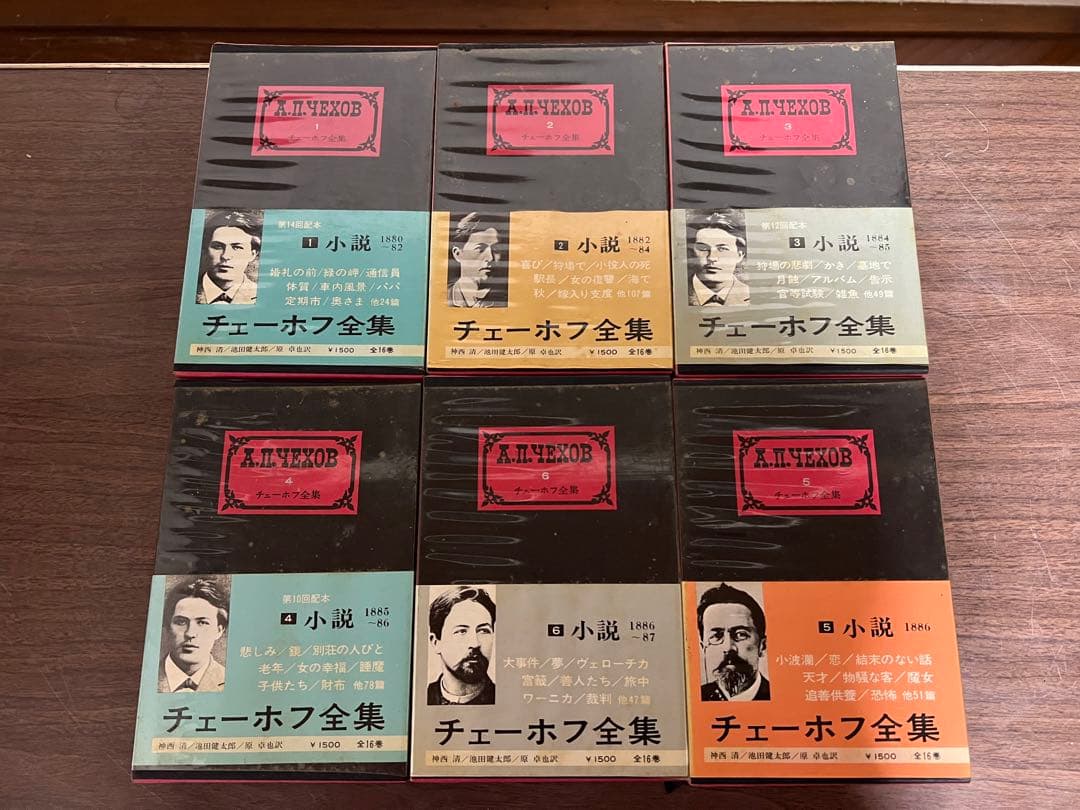 А.П.ЧЕХОВ
1
チェーホフ全集
第14回配本
1 小説 1880~82
婚礼の前/緑の岬/通信員
体質/車内風景/パパ
定期市/奥さま 他24篇
チェーホフ全集
神西 清/池田健太郎/原 卓也訳 ¥1500 全16巻
А.П.ЧЕХОВ
2
チェーホフ全集
2 小説 1882~84
喜び/狩場で/小役人の死
駅長/女の復讐/海で
秋/嫁入り支度 他107篇
チェーホフ全集
神西 清/池田健太郎/原 卓也訳 ¥1500 全16巻
А.П.ЧЕХОВ
3
チェーホフ全集
第12回配本
3 小説 1884~85
狩場の悲劇/かき/墓地で
月蝕/アルバム/告示
官等試験/雑魚 他49篇
チェーホフ全集
神西 清/池田健太郎/原 卓也訳 ¥1500 全16巻
А.П.ЧЕХОВ
4
チェーホフ全集
第10回配本
4 小説 1885~86
悲しみ/鏡/別荘の人びと
老年/女の幸福/睡魔
子供たち/財布 他78篇
チェーホフ全集
神西 清/池田健太郎/原 卓也訳 ¥1500 全16巻
А.П.ЧЕХОВ
6
チェーホフ全集
6 小説 1886~87
大事件/夢/ヴェローチカ
富籤/善人たち/旅中
ワーニカ/裁判 他47篇
チェーホフ全集
神西 清/池田健太郎/原 卓也訳 ¥1500 全16巻
А.П.ЧЕХОВ
5
チェーホフ全集
5 小説 1886
小波瀾/恋/結末のない話
天才/物騒な客/魔女
追善供養/恐怖 他51篇
チェーホフ全集
神西 清/池田健太郎/原 卓也訳 ¥1500 全16巻